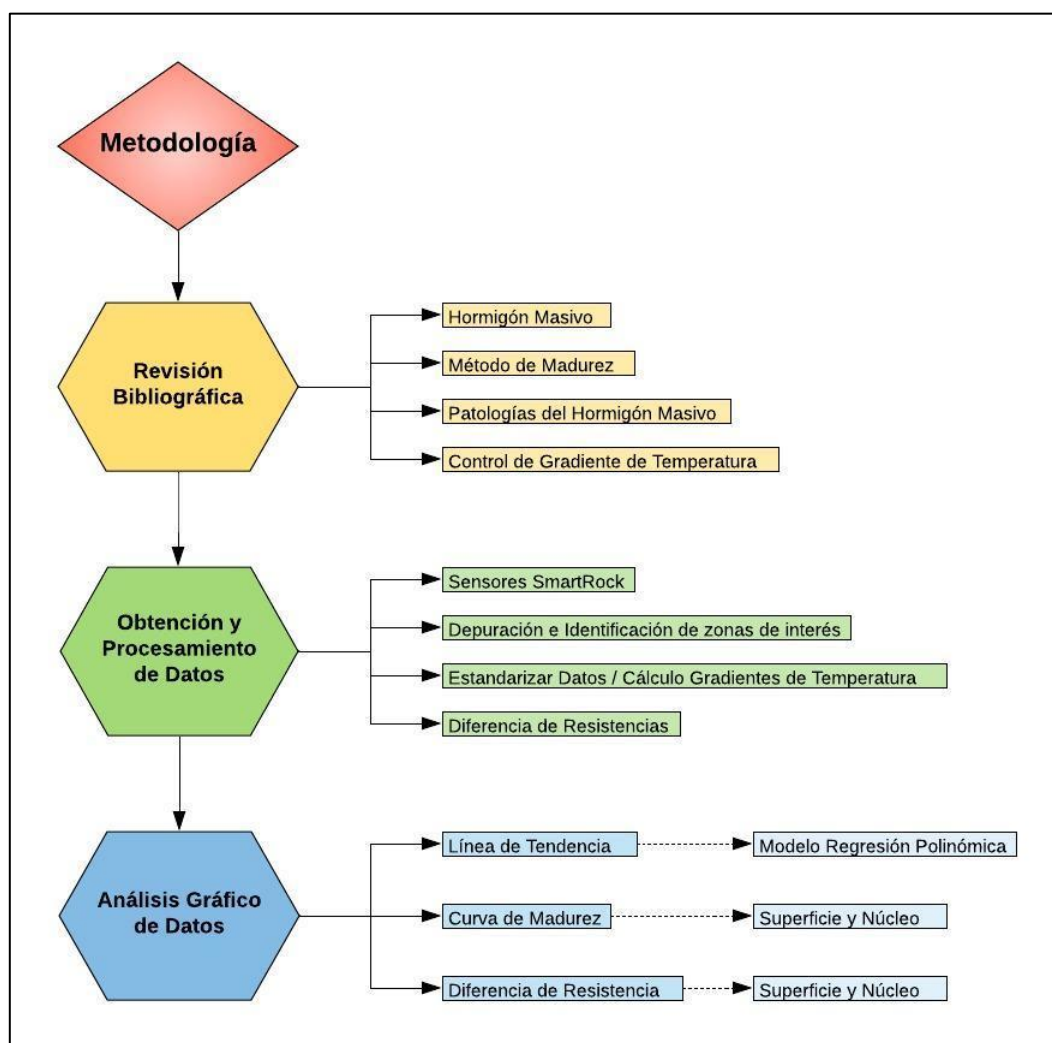 Metodología
Revisión
Bibliográfica
Hormigón Masivo
Método de Madurez
Patologías del Hormigón Masivo
Control de Gradiente de Temperatura
Obtención y
Procesamiento
de Datos
Sensores SmartRock
Depuración e Identificación de zonas de interés
Estandarizar Datos / Cálculo Gradientes de Temperatura
Diferencia de Resistencias
Análisis Gráfico
de Datos
Línea de Tendencia
Modelo Regresión Polinómica
Curva de Madurez
Superficie y Núcleo
Diferencia de Resistencia
Superficie y Núcleo